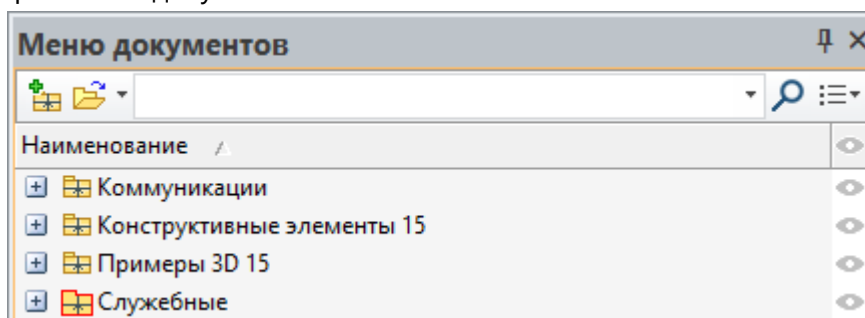 Меню документов
Наименование
Коммуникации
Конструктивные элементы 15
Примеры 3D 15
Служебные